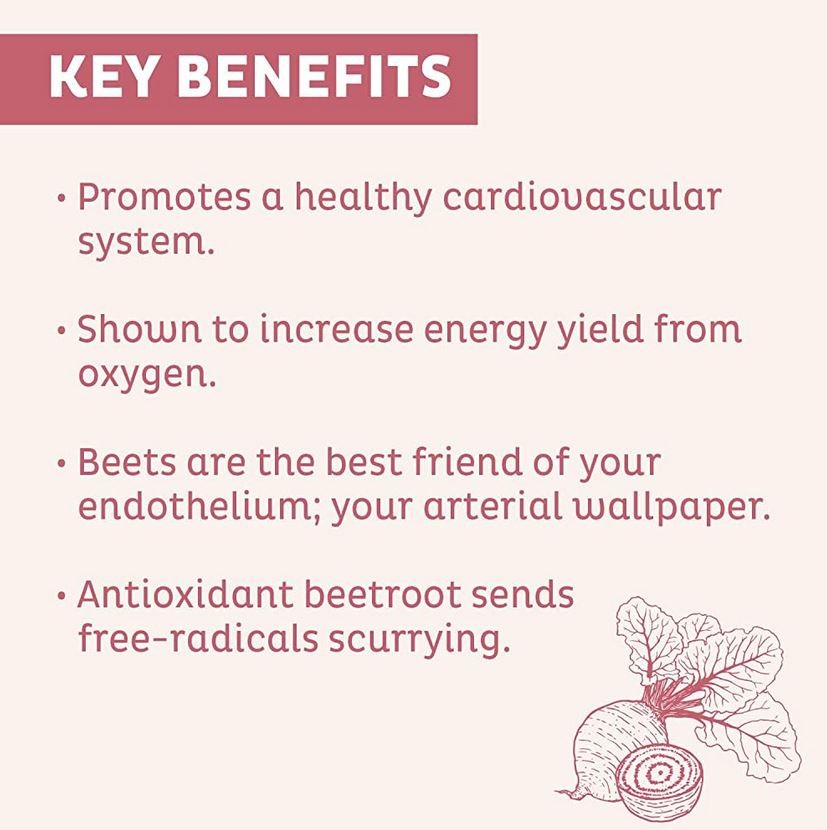 KEY BENEFITS
• Promotes a healthy cardiovascular
system.
• Shown to increase energy yield from
oxygen.
• Beets are the best friend of your
endothelium; your arterial wallpaper.
• Antioxidant beetroot sends
free-radicals scurrying.